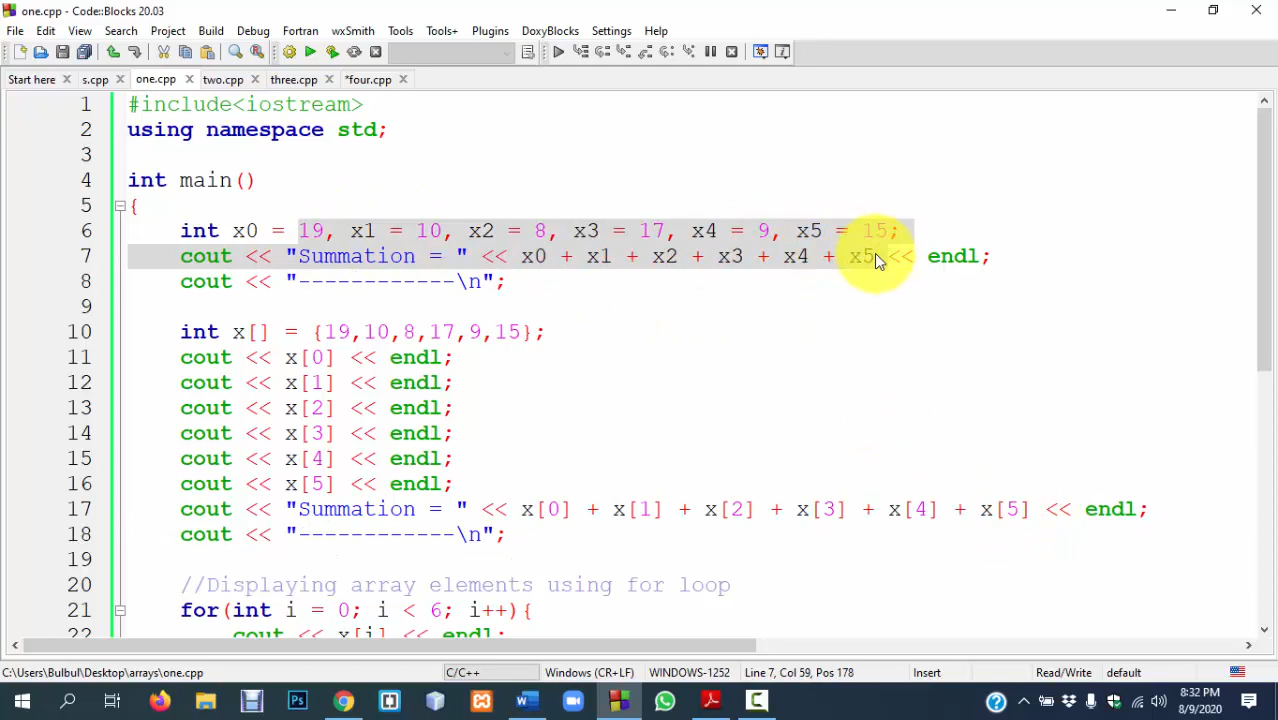 one.cpp - Code::Blocks 20.03
File Edit View Search Project Build Debug Fortran wxSmith Tools Tools+ Plugins DoxyBlocks Settings Help
Start here s.cpp one.cpp two.cpp three.cpp *four.cpp
1 #include<iostream>
2 using namespace std;
3
4 int main()
5 {
6 int x0 = 19, x1 = 10, x2 = 8, x3 = 17, x4 = 9, x5 = 15;
7 cout << "Summation = " << x0 + x1 + x2 + x3 + x4 + x5 << endl;
8 cout << "------------\n";
9
10 int x[] = {19,10,8,17,9,15};
11 cout << x[0] << endl;
12 cout << x[1] << endl;
13 cout << x[2] << endl;
14 cout << x[3] << endl;
15 cout << x[4] << endl;
16 cout << x[5] << endl;
17 cout << "Summation = " << x[0] + x[1] + x[2] + x[3] + x[4] + x[5] << endl;
18 cout << "------------\n";
19
20 //Displaying array elements using for loop
21 for(int i = 0; i < 6; i++){
22 cout << x[i] << endl;
C:\Users\Bulbul\Desktop\arrays\one.cpp C/C++ Windows (CR+LF) WINDOWS-1252 Line 7, Col 59, Pos 178 Insert Read/Write default
8:32 PM
8/9/2020